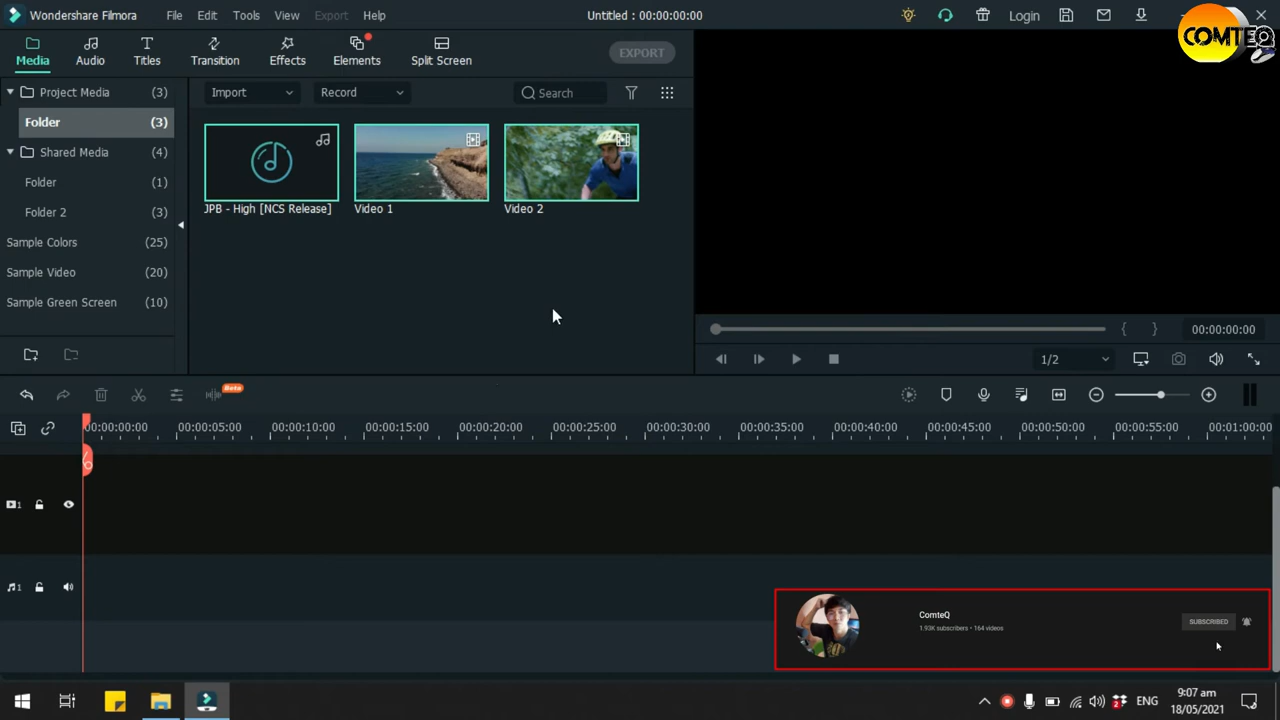 Wondershare Filmora
File Edit Tools View Export Help
Untitled : 00:00:00:00
Login
COMTEQ
Media Audio Titles Transition Effects Elements Split Screen
EXPORT
Project Media (3)
Folder (3)
Shared Media (4)
Folder (1)
Folder 2 (3)
Sample Colors (25)
Sample Video (20)
Sample Green Screen (10)
Import Record Search
JPB - High [NCS Release] Video 1 Video 2
{ } 00:00:00:00
1/2
Beta
00:00:00:00 00:00:05:00 00:00:10:00 00:00:15:00 00:00:20:00 00:00:25:00 00:00:30:00 00:00:35:00 00:00:40:00 00:00:45:00 00:00:50:00 00:00:55:00 00:01:00:00
1
1
ComteQ
1.93K subscribers • 164 videos
SUBSCRIBED
2
ENG
9:07 am
18/05/2021